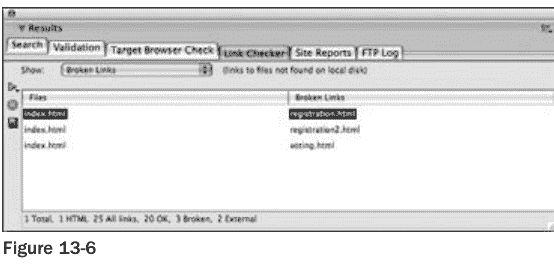 Results
Search Validation Target Browser Check Link Checker Site Reports FTP Log
Show: Broken Links (links to files not found on local disk)
Files Broken Links
index.html registration.html
index.html registration2.html
index.html voting.html
1 Total, 1 HTML 25 All links, 20 OK, 3 Broken, 2 External
Figure 13-6